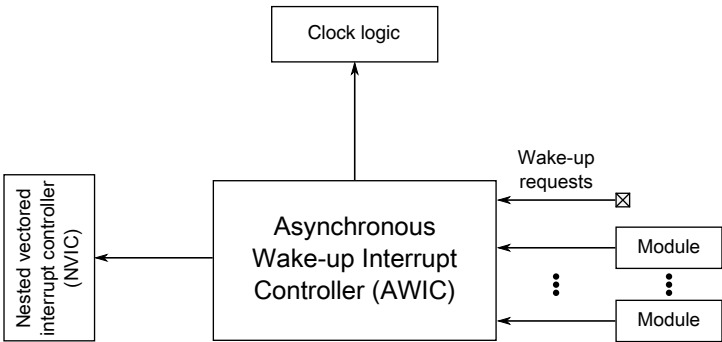 Clock logic
Wake-up
requests
Nested vectored
interrupt controller
(NVIC)
Asynchronous
Wake-up Interrupt
Controller (AWIC)
Module
Module